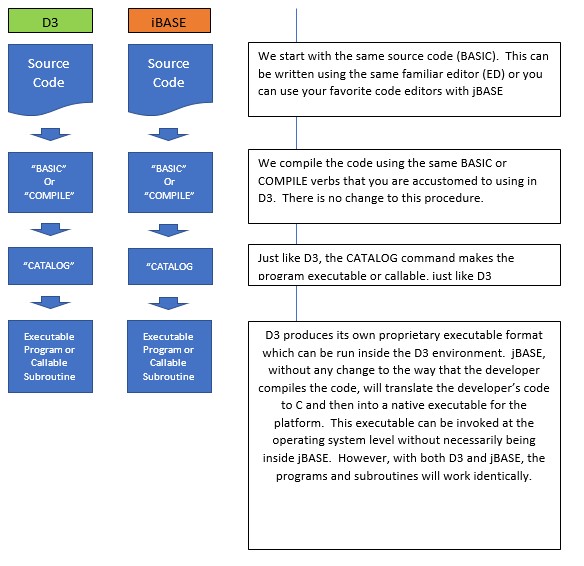 D3
jBASE
Source
Code
Source
Code
We start with the same source code (BASIC).  This can
be written using the same familiar editor (ED) or you
can use your favorite code editors with jBASE
“BASIC”
Or
“COMPILE”
“BASIC”
Or
“COMPILE”
We compile the code using the same BASIC or
COMPILE verbs that you are accustomed to using in
D3.  There is no change to this procedure.
“CATALOG”
“CATALOG
Just like D3, the CATALOG command makes the
program executable or callable, just like D3
Executable
Program or
Callable
Subroutine
Executable
Program or
Callable
Subroutine
D3 produces its own proprietary executable format
which can be run inside the D3 environment.  jBASE,
without any change to the way that the developer
compiles the code, will translate the developer’s code
to C and then into a native executable for the
platform.  This executable can be invoked at the
operating system level without necessarily being
inside jBASE.  However, with both D3 and jBASE, the
programs and subroutines will work identically.